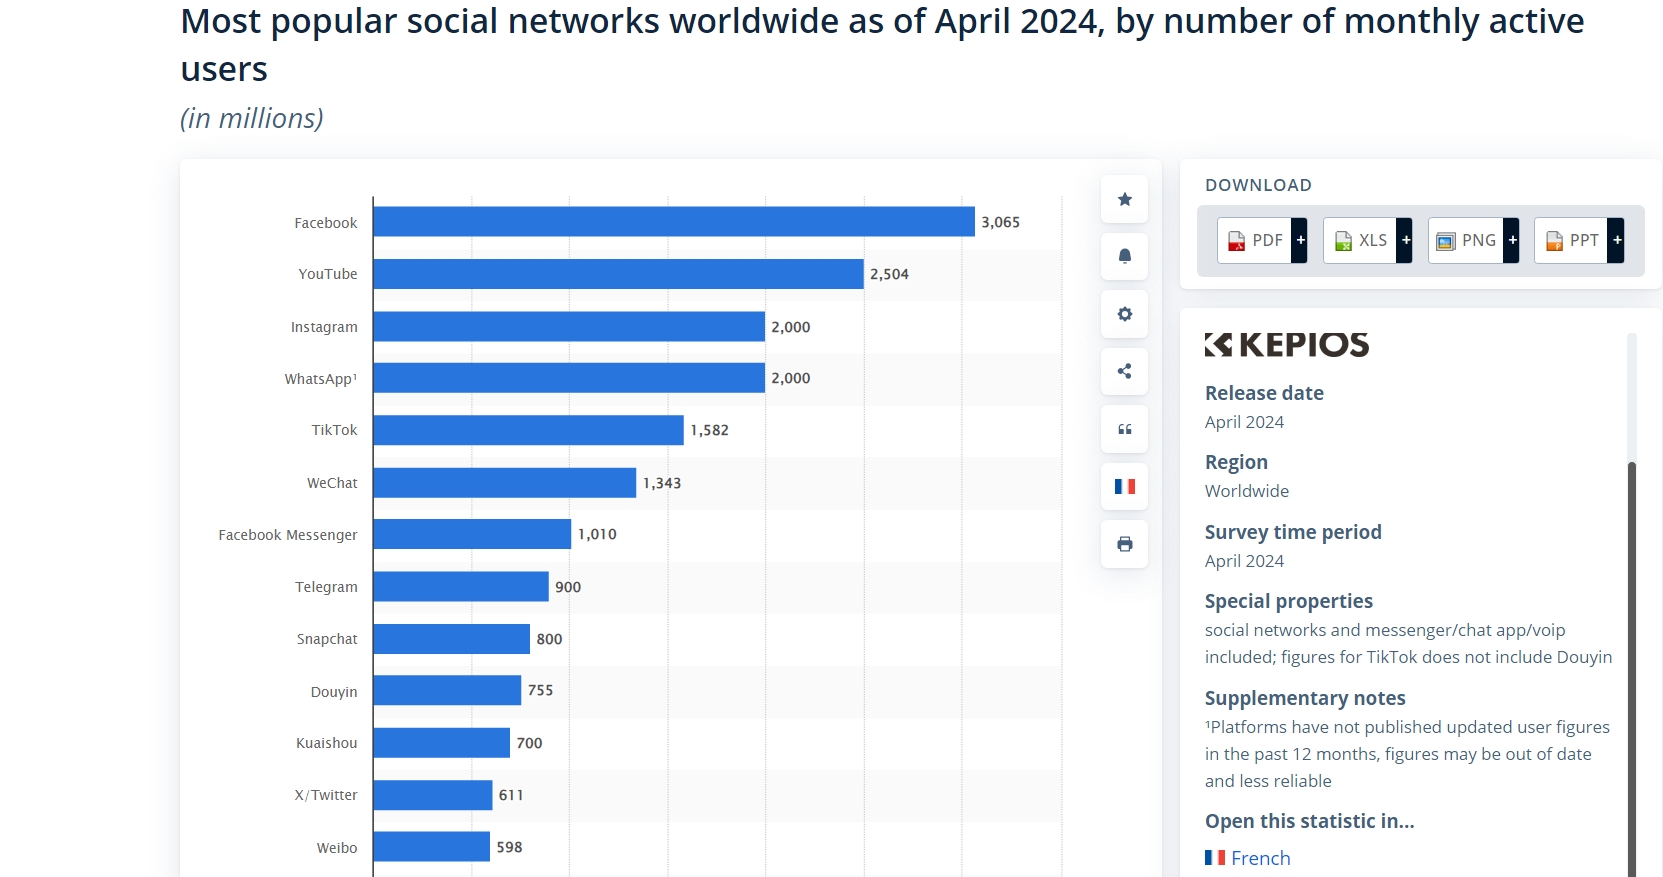 Most popular social networks worldwide as of April 2024, by number of monthly active
users
(in millions)
Facebook 3,065
YouTube 2,504
Instagram 2,000
WhatsApp¹ 2,000
TikTok 1,582
WeChat 1,343
Facebook Messenger 1,010
Telegram 900
Snapchat 800
Douyin 755
Kuaishou 700
X/Twitter 611
Weibo 598
DOWNLOAD
PDF + XLS + PNG + PPT +
KEPIOS
Release date
April 2024
Region
Worldwide
Survey time period
April 2024
Special properties
social networks and messenger/chat app/voip
included; figures for TikTok does not include Douyin
Supplementary notes
¹Platforms have not published updated user figures
in the past 12 months, figures may be out of date
and less reliable
Open this statistic in...
French